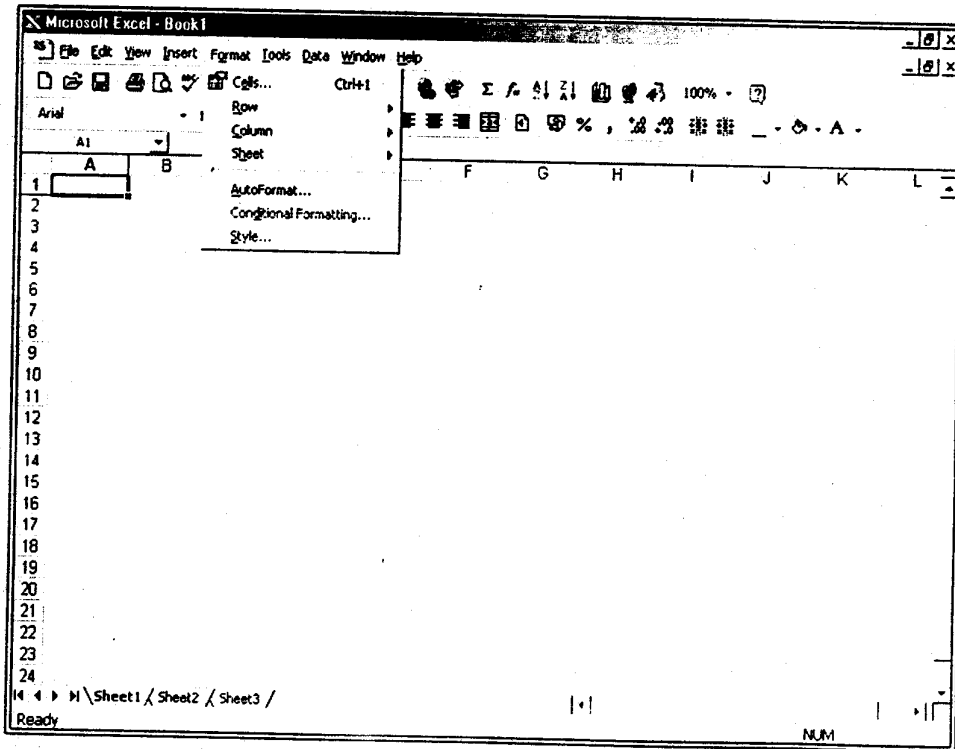 Microsoft Excel - Book1
File Edit View Insert Format Tools Data Window Help
Cells... Ctrl+1
100%
Arial
Row
Column
A1
Sheet
A B F G H I J K L
AutoFormat...
Conditional Formatting...
Style...
1
2
3
4
5
6
7
8
9
10
11
12
13
14
15
16
17
18
19
20
21
22
23
24
Sheet1 Sheet2 Sheet3
Ready
NUM